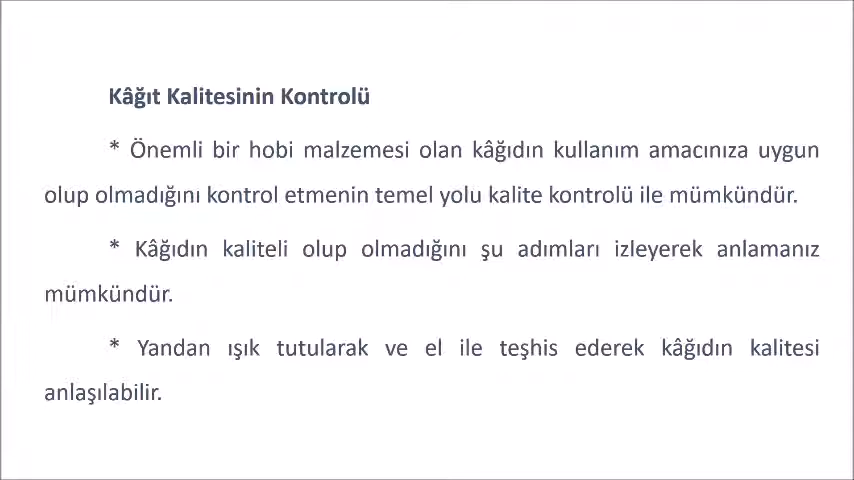 Kâğıt Kalitesinin Kontrolü
* Önemli bir hobi malzemesi olan kâğıdın kullanım amacınıza uygun
olup olmadığını kontrol etmenin temel yolu kalite kontrolü ile mümkündür.
* Kâğıdın kaliteli olup olmadığını şu adımları izleyerek anlamanız
mümkündür.
* Yandan ışık tutularak ve el ile teşhis ederek kâğıdın kalitesi
anlaşılabilir.